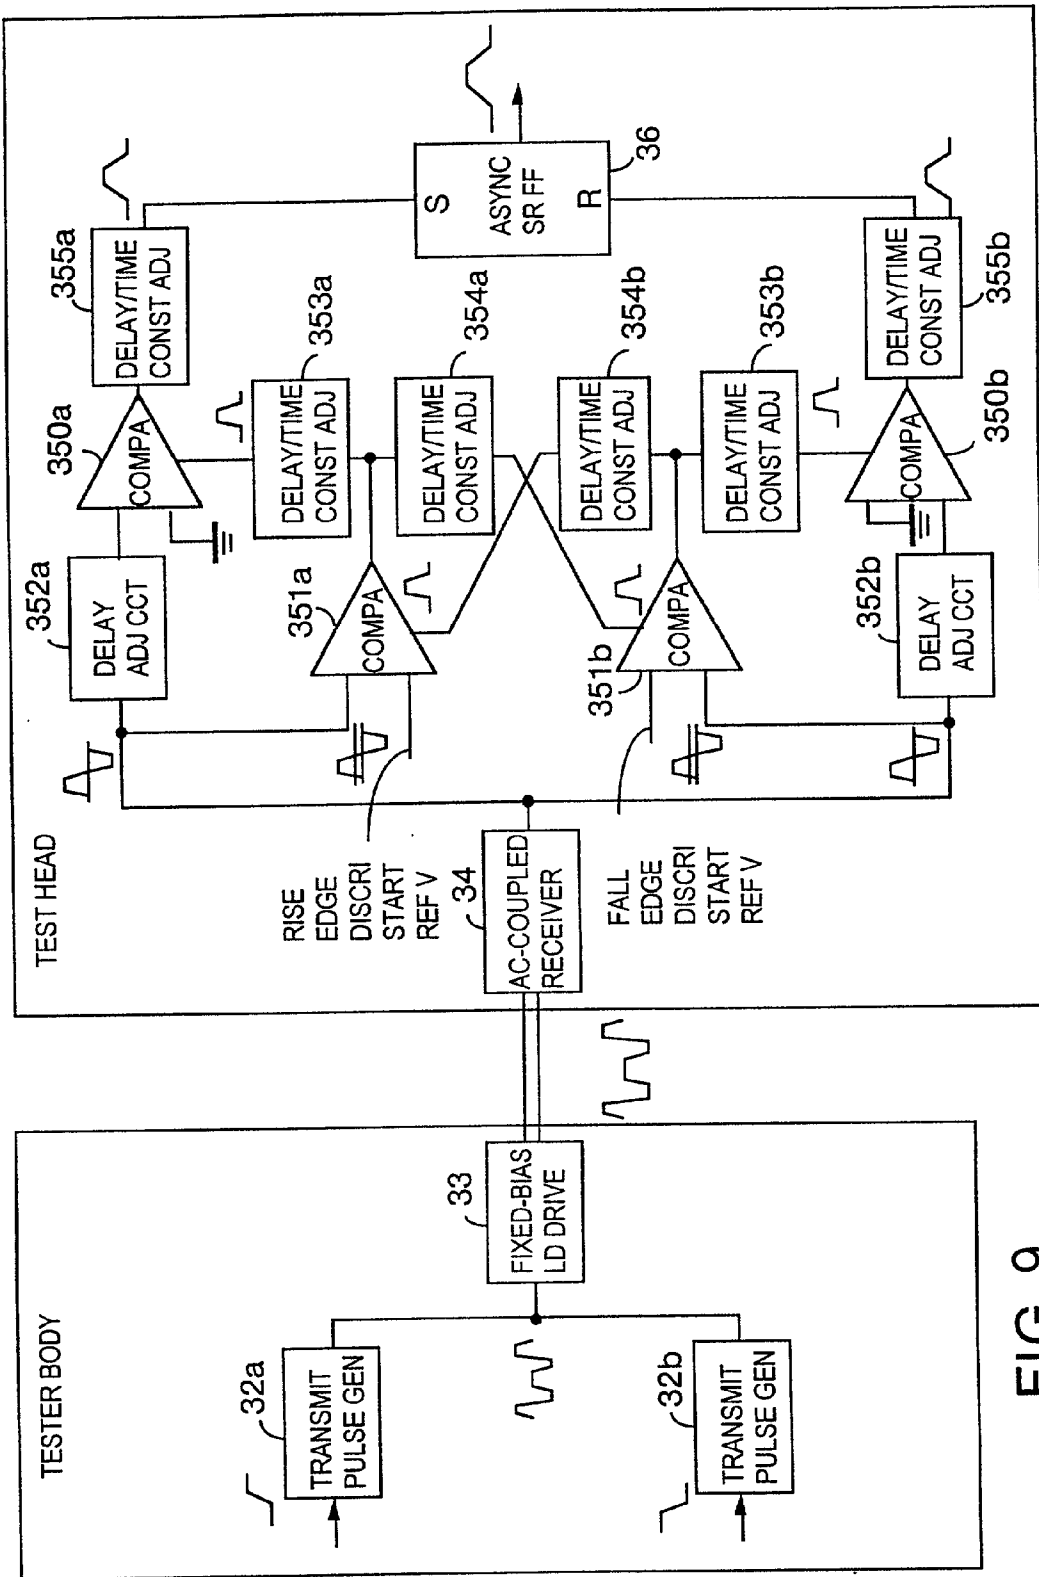 TESTER BODY
32a
TRANSMIT
PULSE GEN
32b
TRANSMIT
PULSE GEN
33
FIXED-BIAS
LD DRIVE
TEST HEAD
34
AC-COUPLED
RECEIVER
RISE
EDGE
DISCRI
START
REF V
FALL
EDGE
DISCRI
START
REF V
352a
DELAY
ADJ CCT
351a
COMPA
351b
COMPA
352b
DELAY
ADJ CCT
350a
COMPA
353a
DELAY/TIME
CONST ADJ
354a
DELAY/TIME
CONST ADJ
354b
DELAY/TIME
CONST ADJ
353b
DELAY/TIME
CONST ADJ
350b
COMPA
355a
DELAY/TIME
CONST ADJ
355b
DELAY/TIME
CONST ADJ
S
ASYNC
SR FF
R
36
FIG. 9